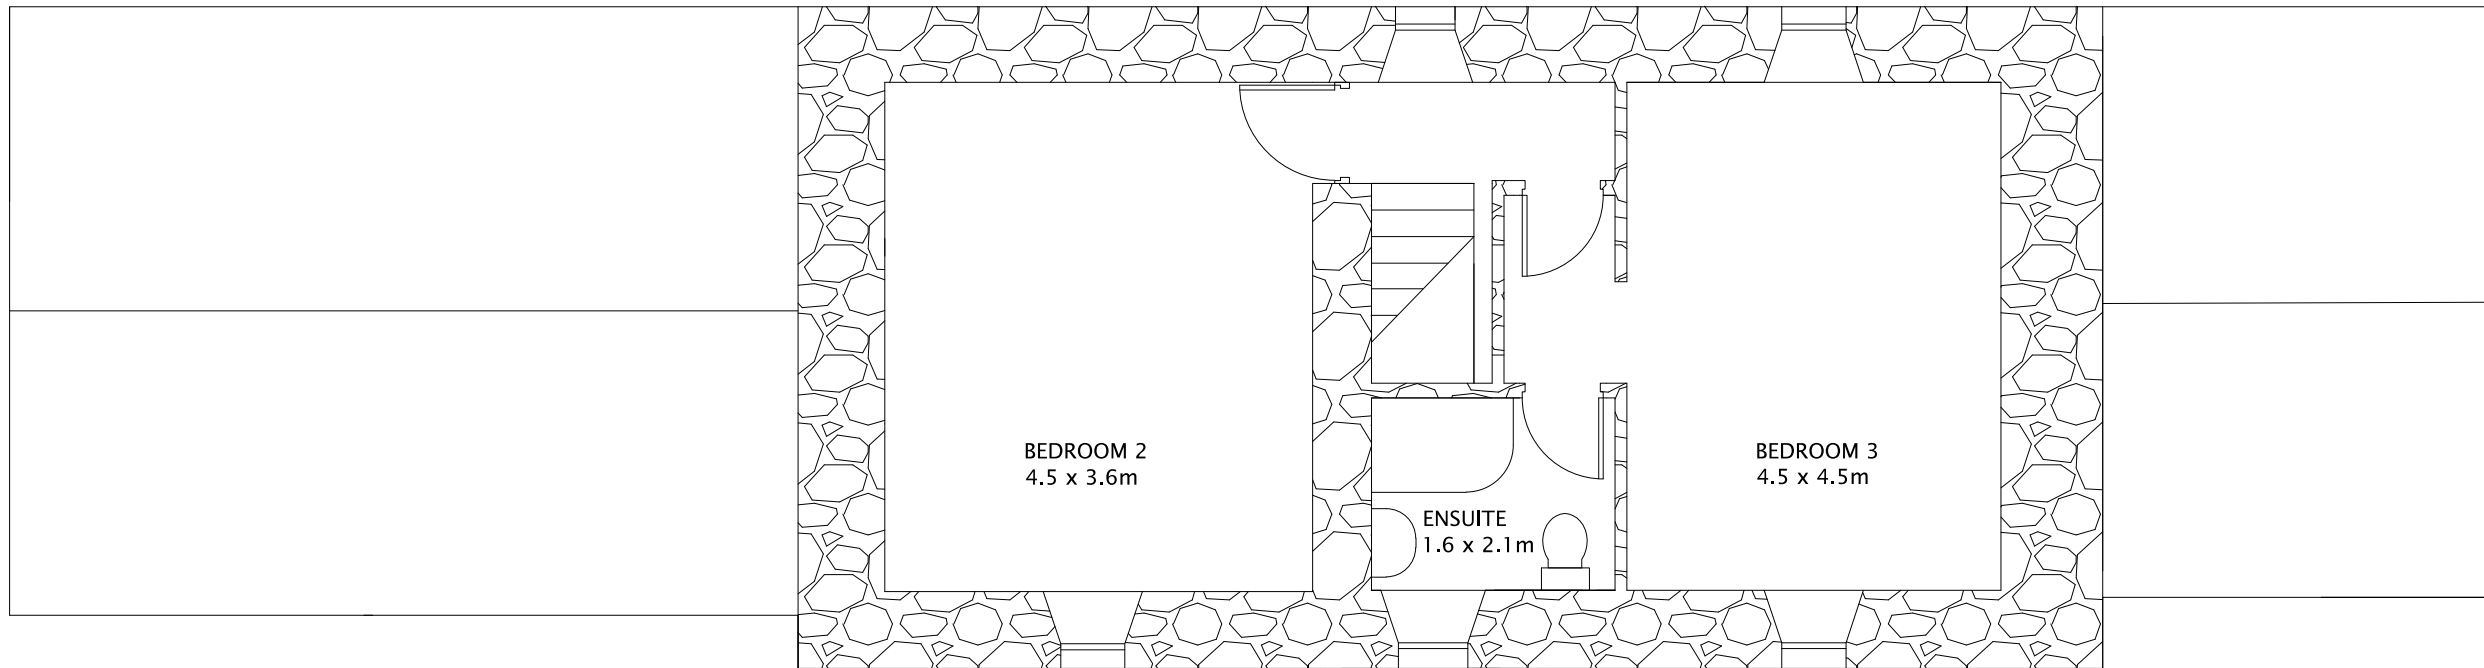 BEDROOM 2
4.5 x 3.6m
BEDROOM 3
4.5 x 4.5m
ENSUITE
1.6 x 2.1m